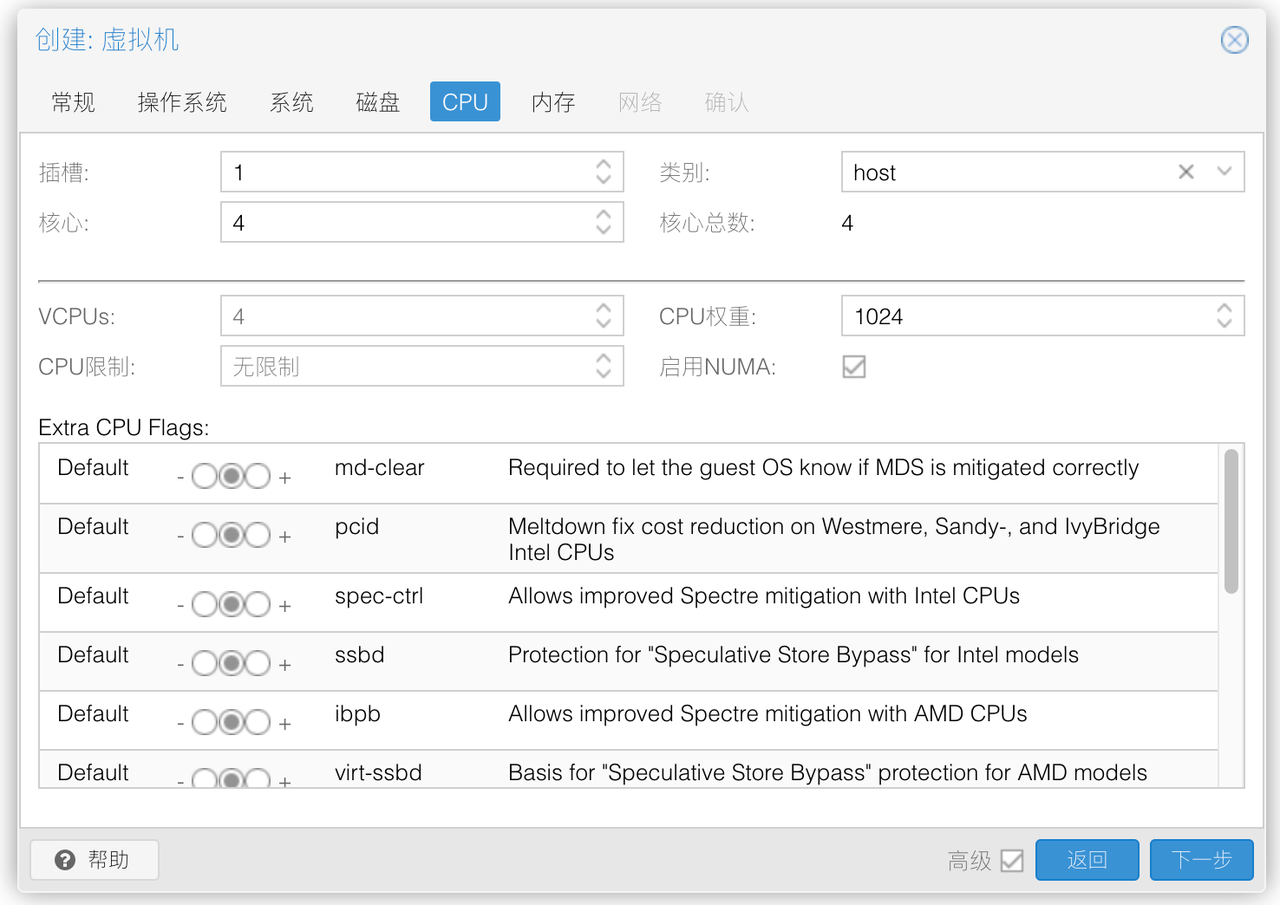 创建: 虚拟机
常规 操作系统 系统 磁盘 CPU 内存 网络 确认
插槽: 1 类别: host
核心: 4 核心总数: 4
VCPUs: 4 CPU权重: 1024
CPU限制: 无限制 启用NUMA:
Extra CPU Flags:
Default - + md-clear Required to let the guest OS know if MDS is mitigated correctly
Default - + pcid Meltdown fix cost reduction on Westmere, Sandy-, and IvyBridge
Intel CPUs
Default - + spec-ctrl Allows improved Spectre mitigation with Intel CPUs
Default - + ssbd Protection for "Speculative Store Bypass" for Intel models
Default - + ibpb Allows improved Spectre mitigation with AMD CPUs
Default - + virt-ssbd Basis for "Speculative Store Bypass" protection for AMD models
帮助 高级 返回 下一步